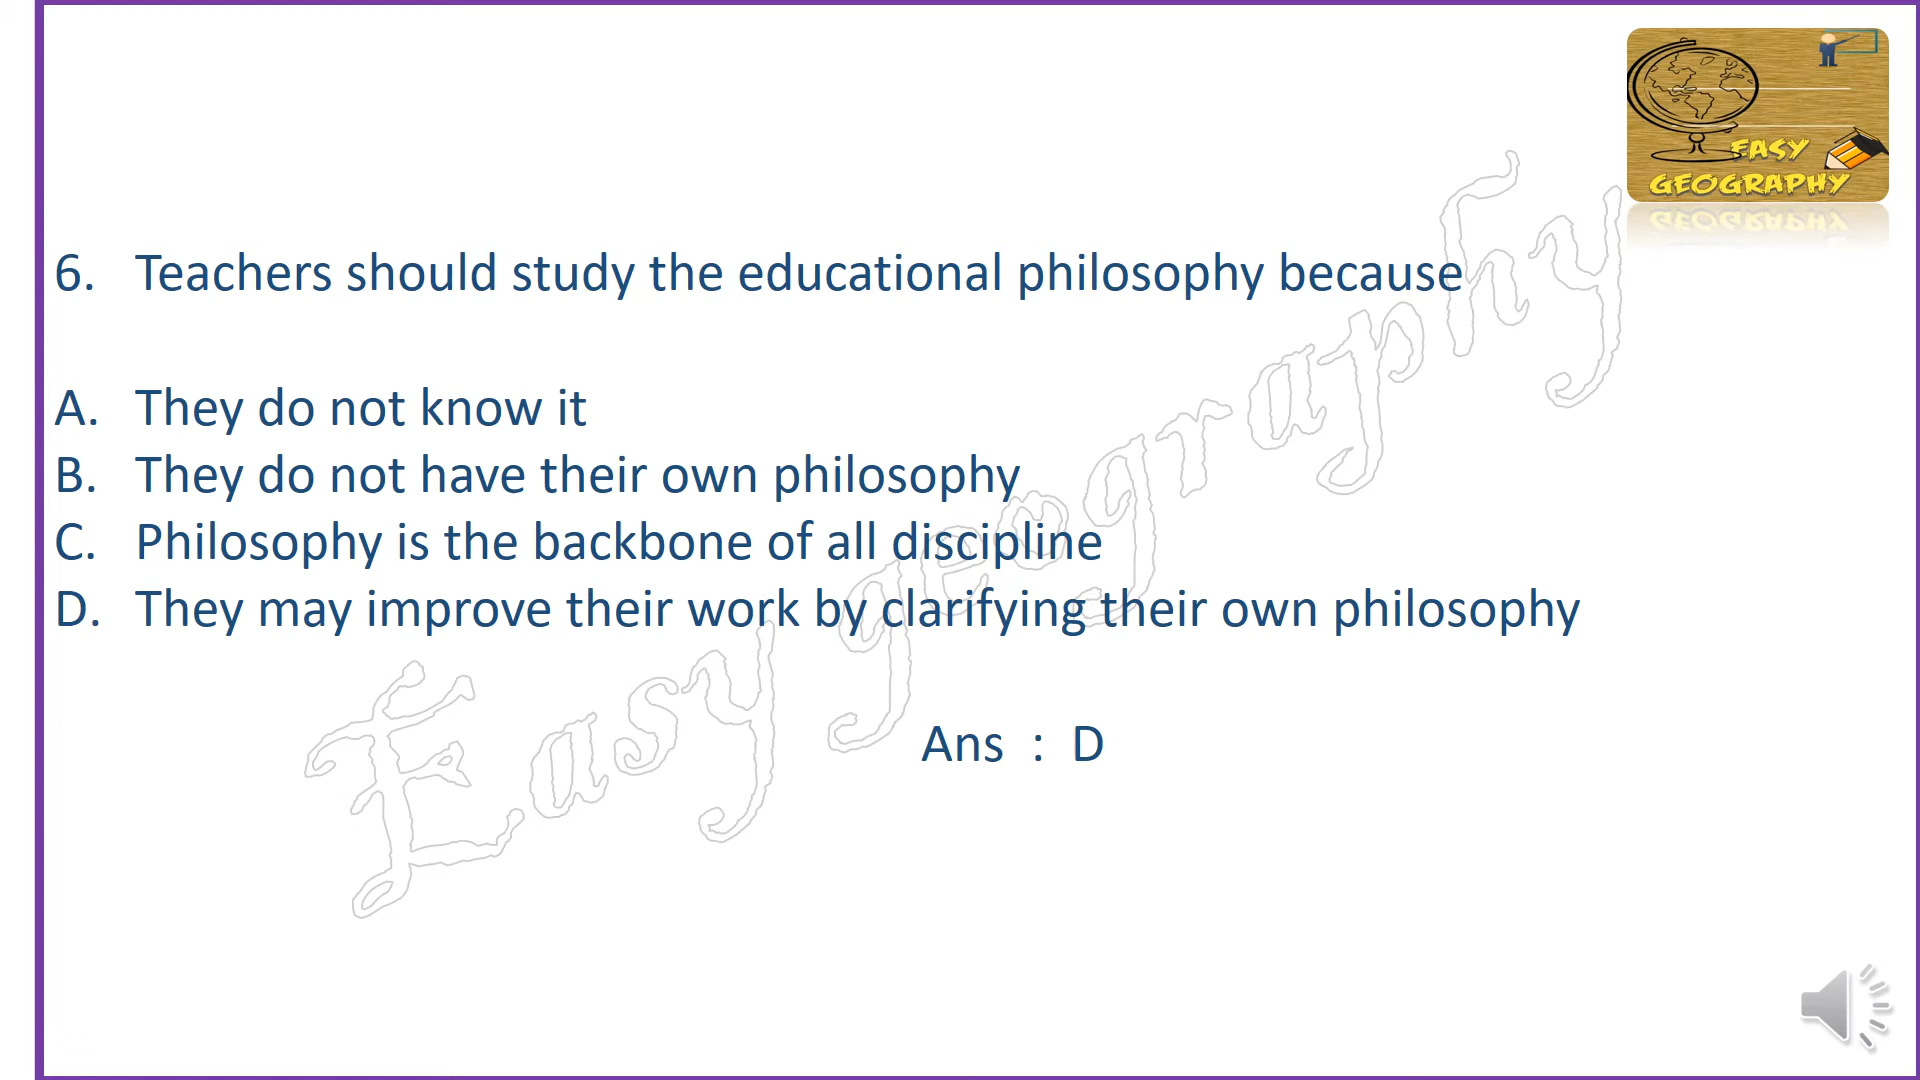 EASY
GEOGRAPHY
6. Teachers should study the educational philosophy because
A. They do not know it
B. They do not have their own philosophy
C. Philosophy is the backbone of all discipline
D. They may improve their work by clarifying their own philosophy
Ans : D
Easy geography